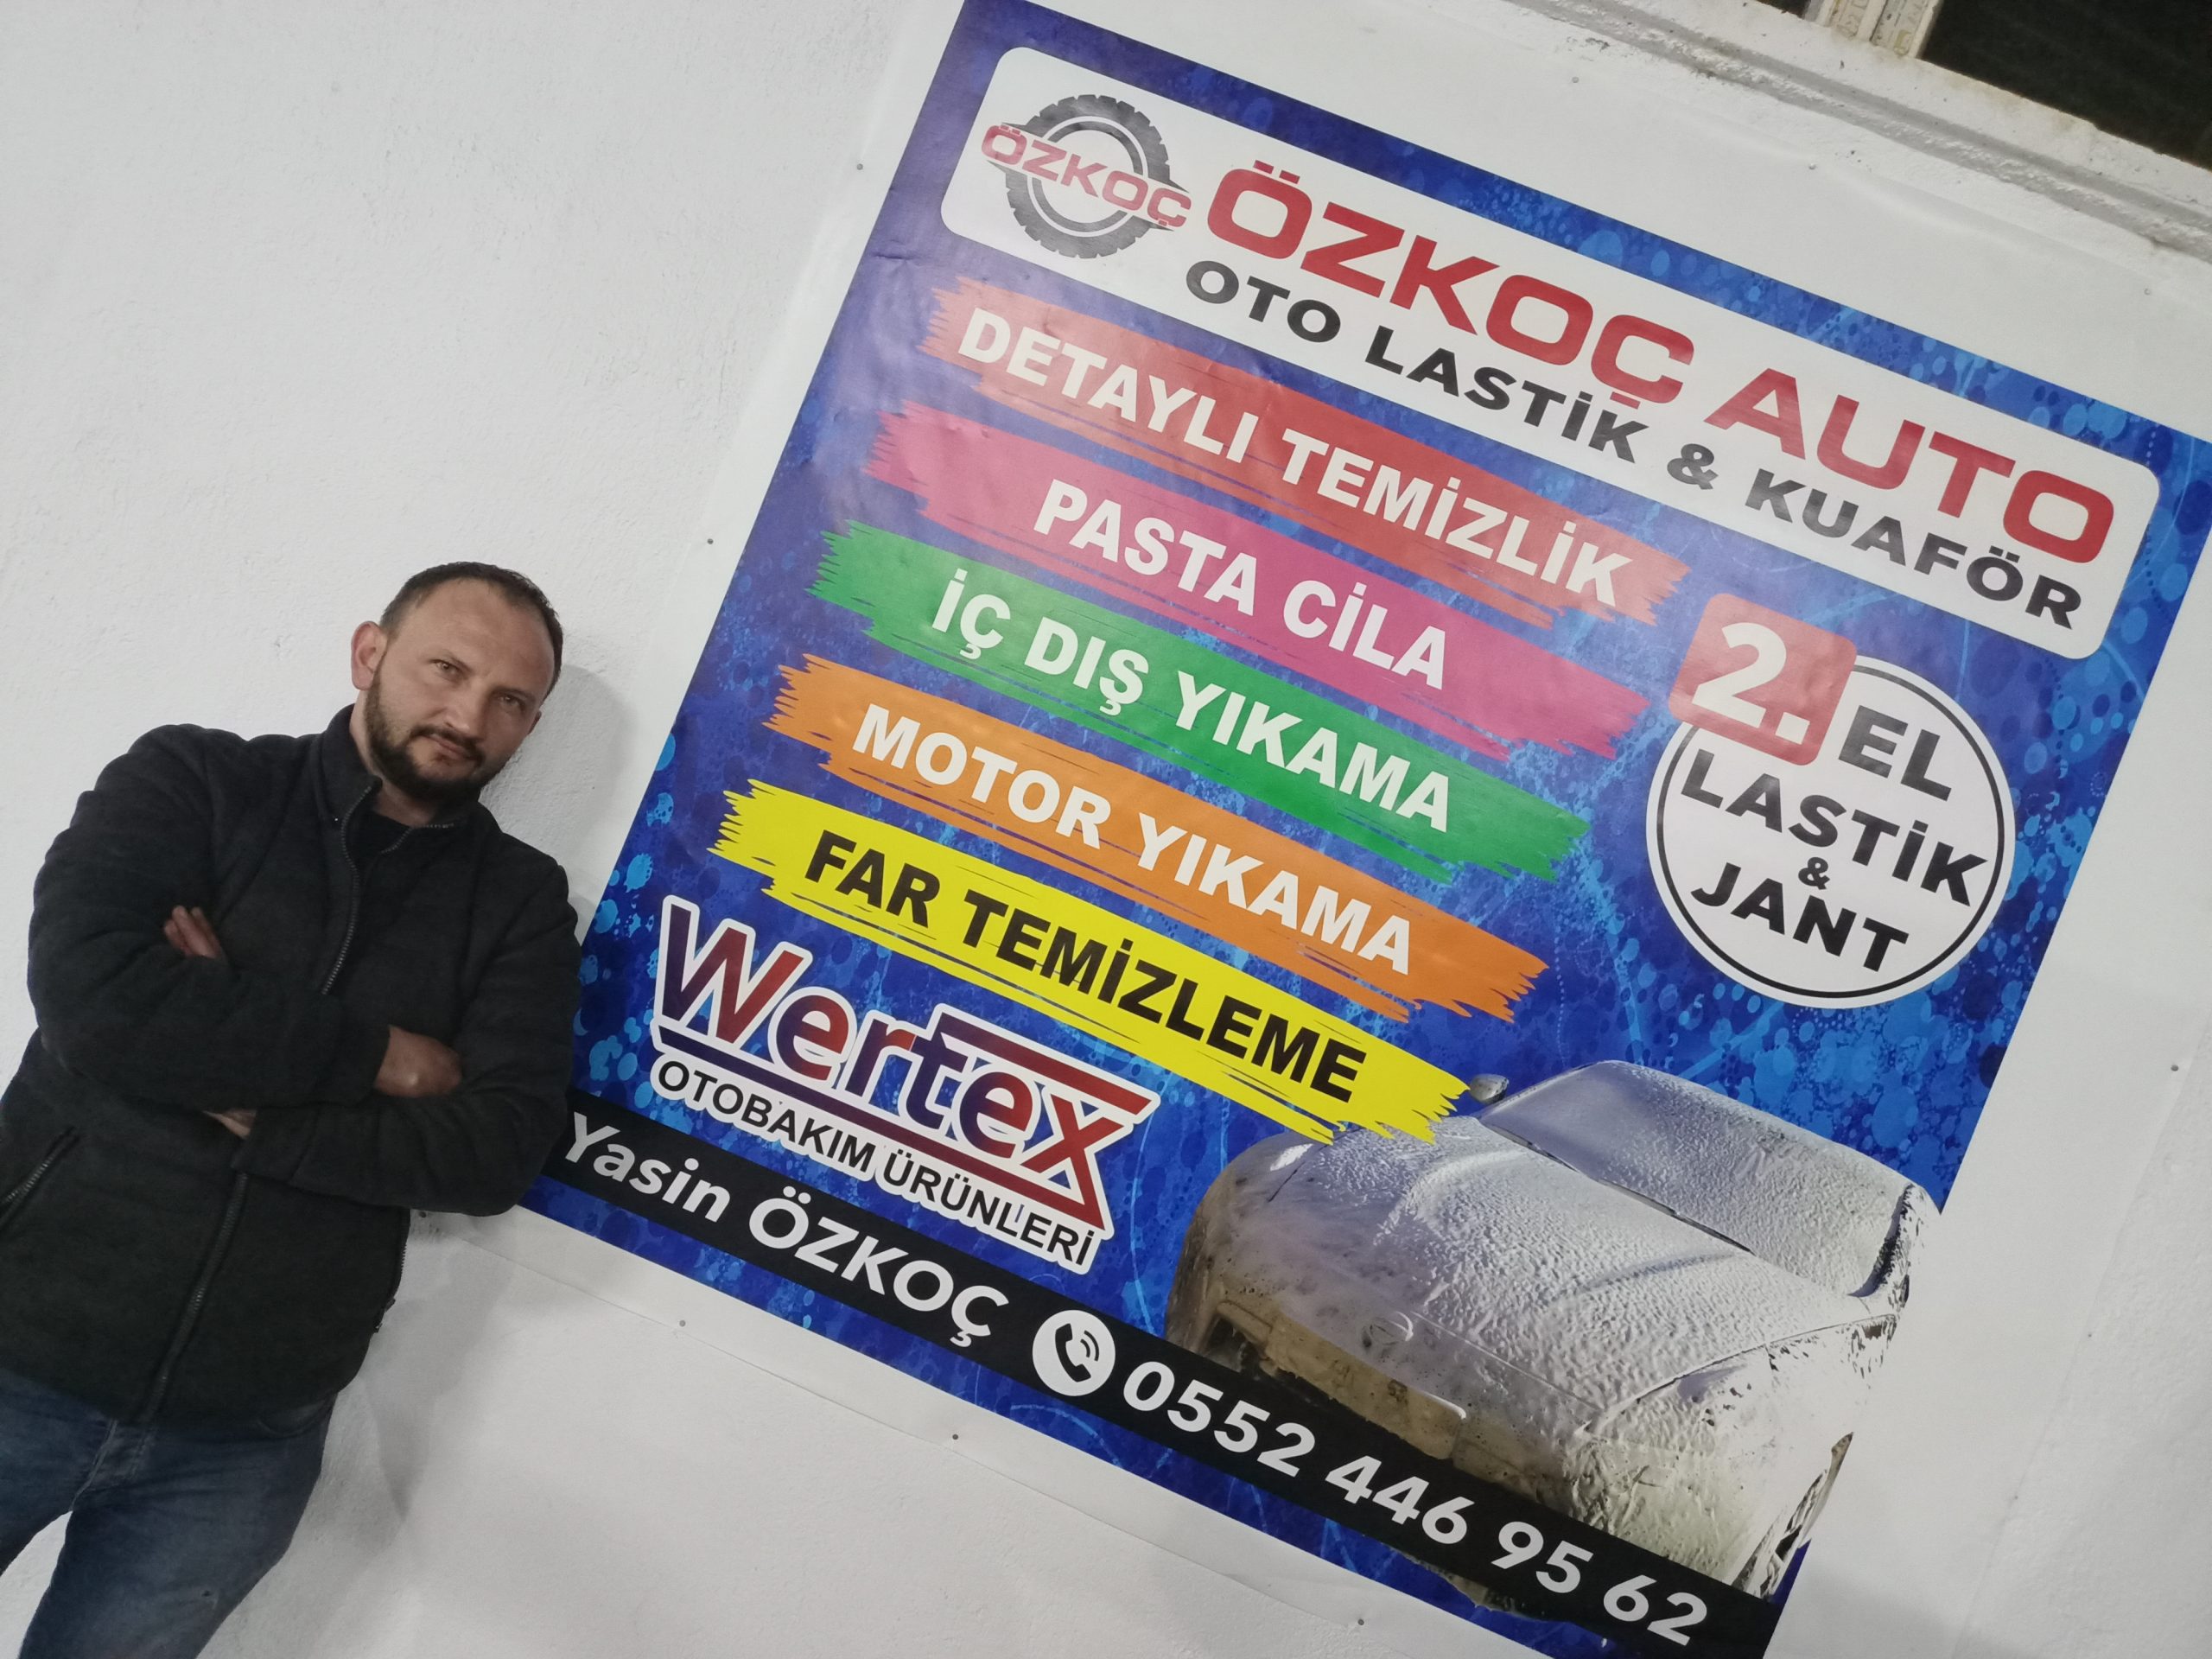 ÖZKOÇ
ÖZKOÇ AUTO
OTO LASTİK & KUAFÖR
DETAYLI TEMİZLİK
PASTA CİLA
İÇ DIŞ YIKAMA
MOTOR YIKAMA
FAR TEMİZLEME
2. EL
LASTİK
&
JANT
Wertex
OTOBAKIM ÜRÜNLERİ
Yasin ÖZKOÇ 0552 446 95 62